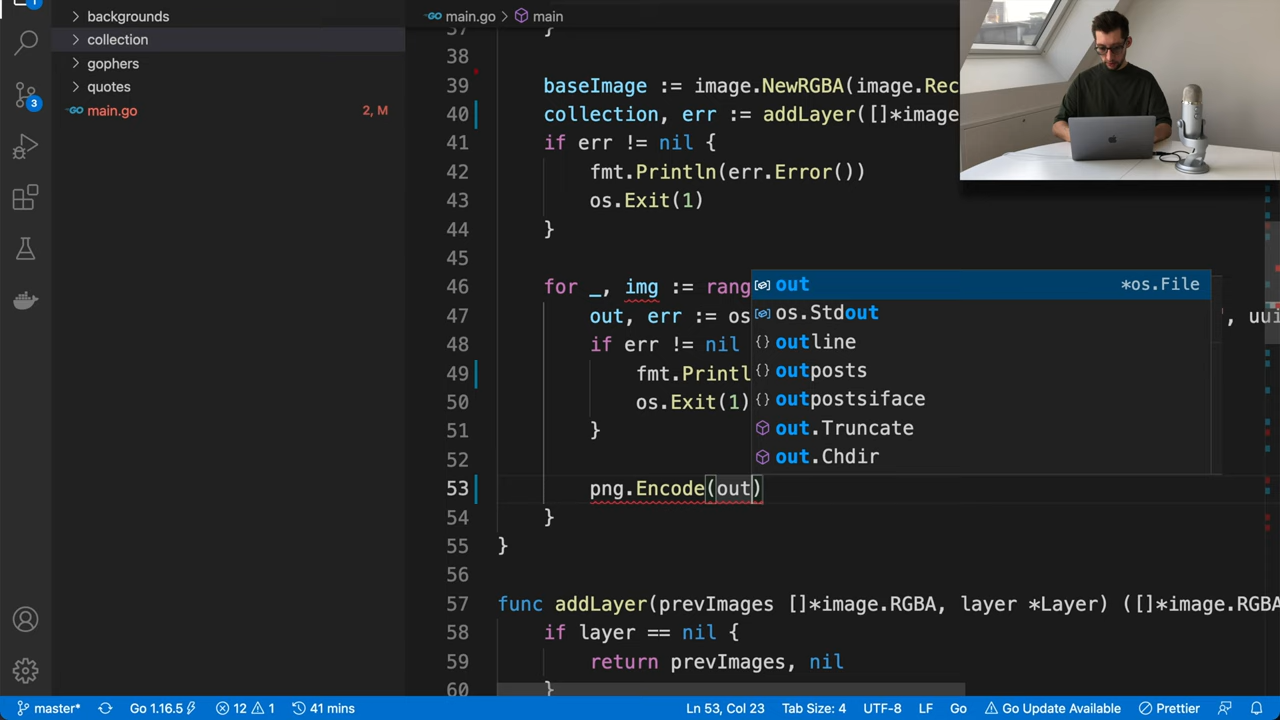 1
backgrounds
collection
gophers
quotes
main.go 2, M
3
main.go > main
37 }
38
39 baseImage := image.NewRGBA(image.Rec
40 collection, err := addLayer([]*image
41 if err != nil {
42 fmt.Println(err.Error())
43 os.Exit(1)
44 }
45
46 for _, img := rang
47 out, err := os ", uui
48 if err != nil
49 fmt.Printl
50 os.Exit(1)
51 }
52
53 png.Encode(out)
54 }
55 }
56
57 func addLayer(prevImages []*image.RGBA, layer *Layer) ([]*image.RGBA
58 if layer == nil {
59 return prevImages, nil
60 }
out *os.File
os.Stdout
outline
outposts
outpostsiface
out.Truncate
out.Chdir
master* Go 1.16.5 12 1 41 mins Ln 53, Col 23 Tab Size: 4 UTF-8 LF Go Go Update Available Prettier